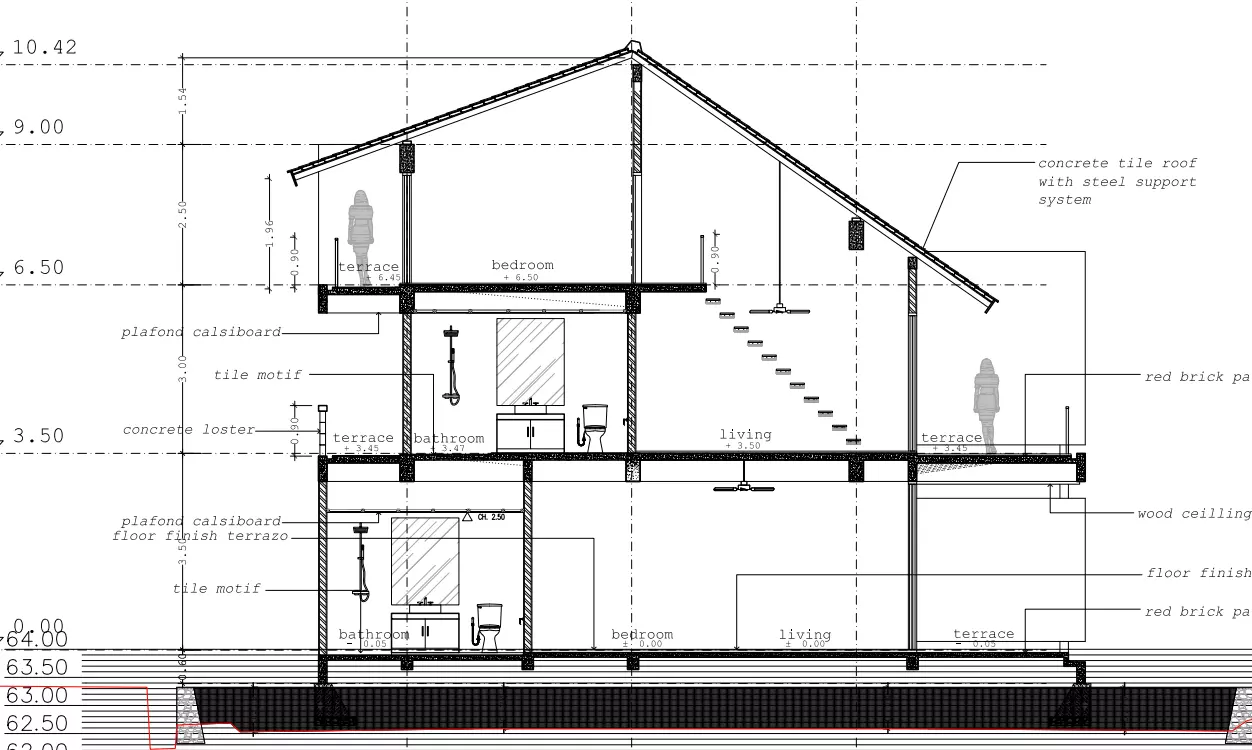 10.42
1.54
9.00
concrete tile roof
with steel support
system
2.50
1.96
0.90
0.90
6.50
terrace
+ 6.45
bedroom
+ 6.50
plafond calsiboard
3.00
tile motif
red brick pa
0.90
concrete loster
3.50
terrace
+ 3.45
bathroom
+ 3.47
living
+ 3.50
terrace
+ 3.45
plafond calsiboard
CH. 2.50
wood ceilling
floor finish terrazo
3.50
floor finish
tile motif
red brick pa
0.00
64.00
bathroom
- 0.05
bedroom
± 0.00
living
± 0.00
terrace
- 0.05
0.60
63.50
63.00
62.50
62.00